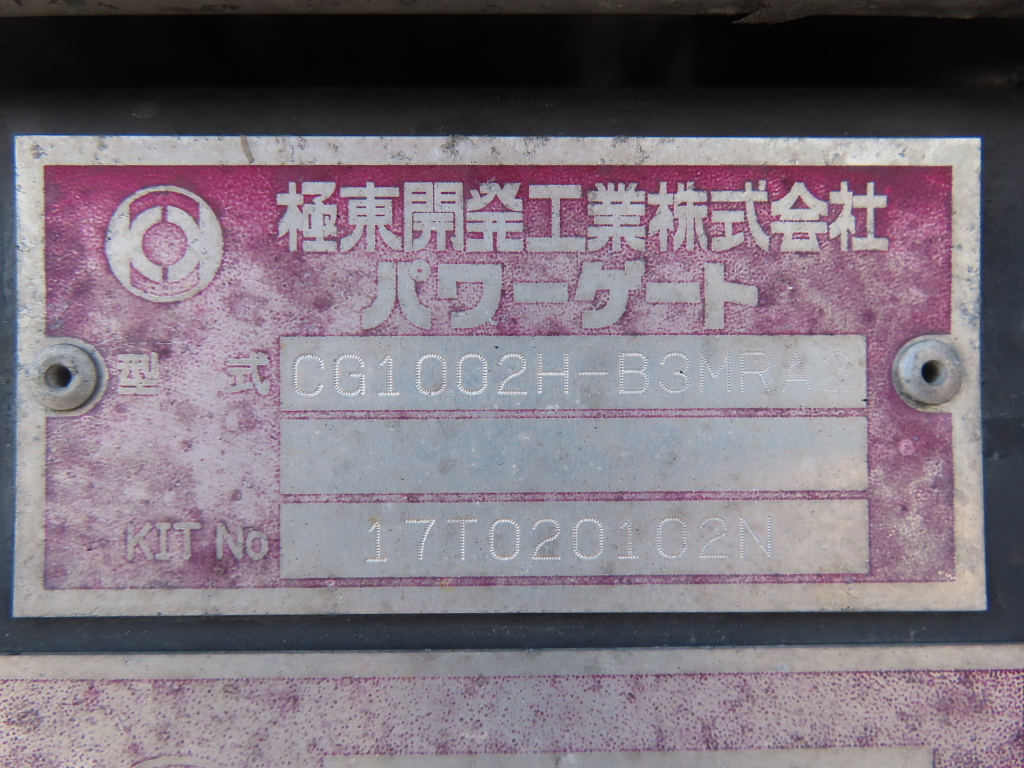 極東開発工業株式会社
パワーゲート
型式 CG1002H-B3MRA2
KIT No 17T020102N